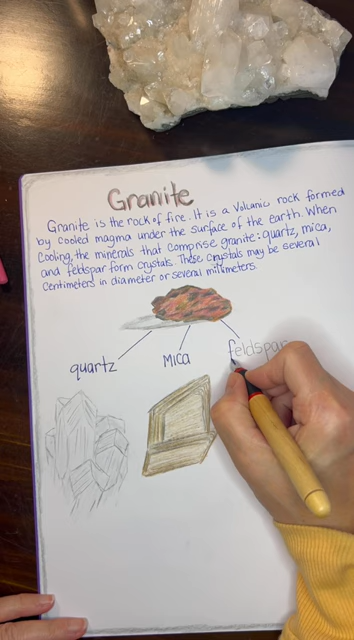 Granite
Granite is the rock of fire. It is a Volcanic rock formed
by cooled magma under the surface of the earth. When
cooling, the minerals that comprise granite: quartz, mica,
and feldspar form crystals. These crystals may be several
centimeters in diameter or several millimeters.
quartz
Mica
feldspar